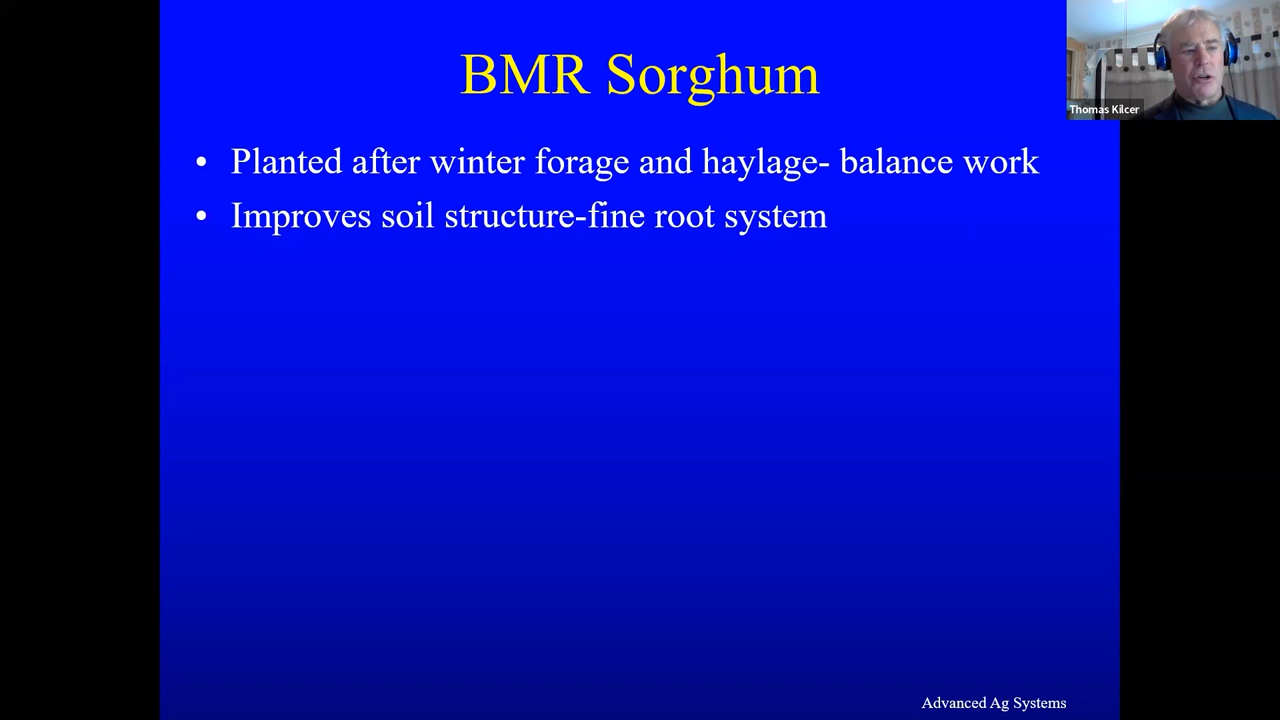 BMR Sorghum
Thomas Kilcer
• Planted after winter forage and haylage- balance work
• Improves soil structure-fine root system
Advanced Ag Systems